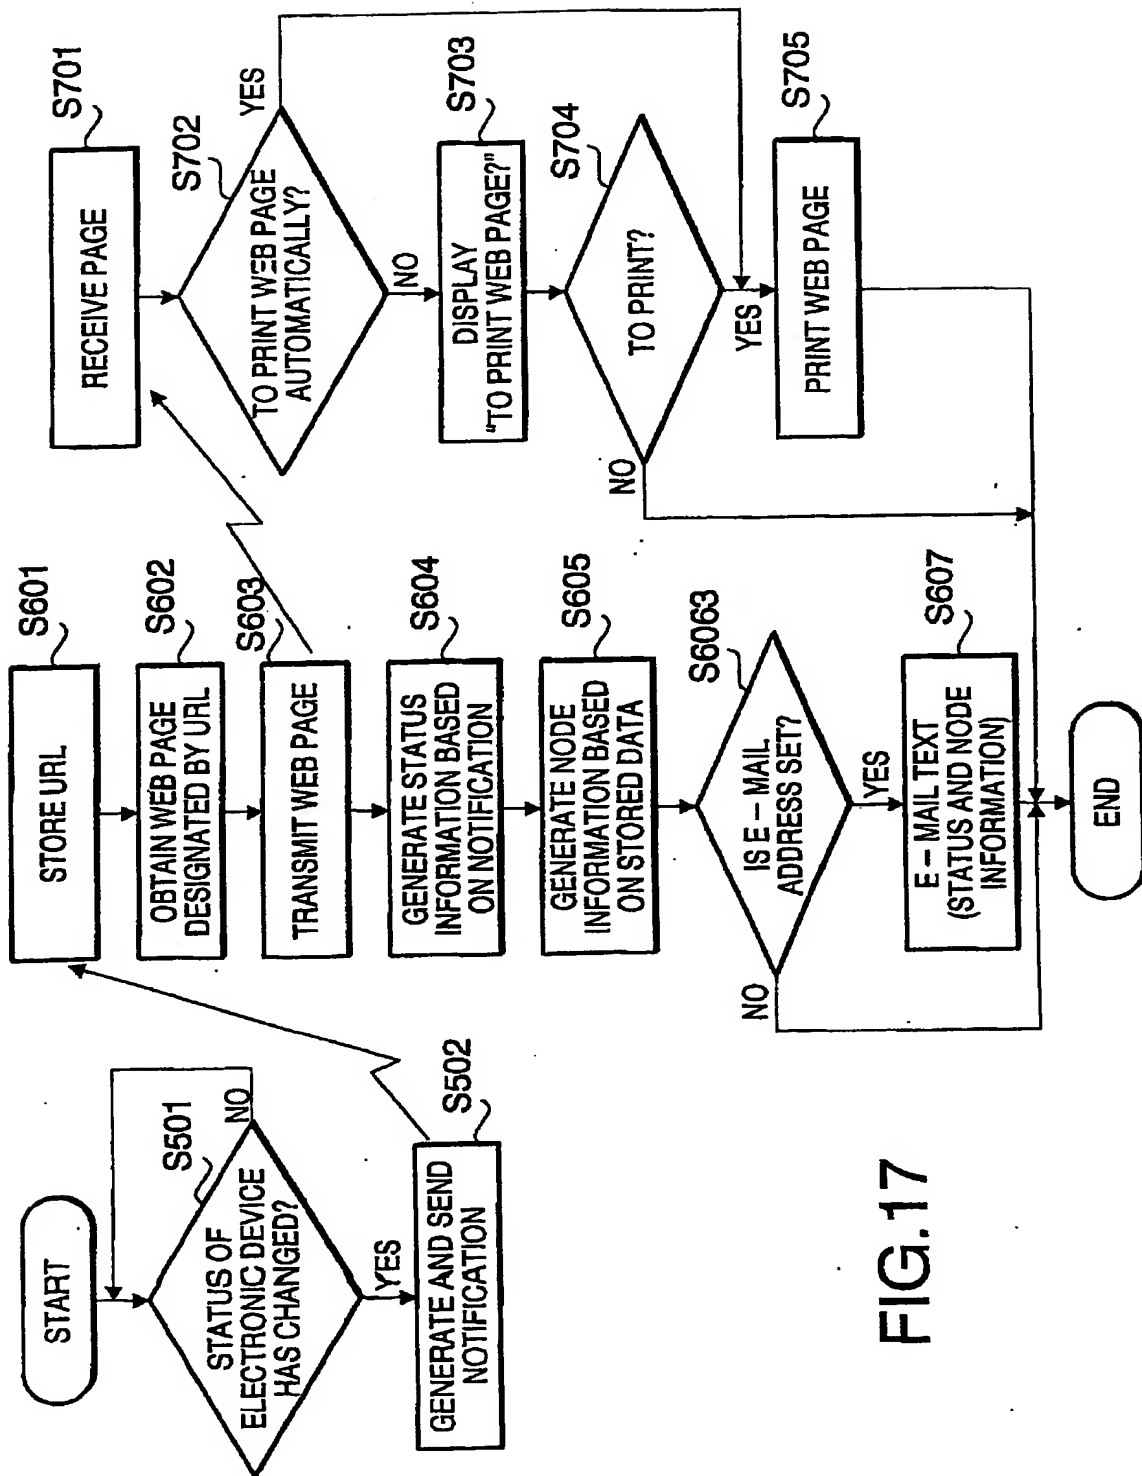 START
S501
STATUS OF
ELECTRONIC DEVICE
HAS CHANGED?
NO
YES
S502
GENERATE AND SEND
NOTIFICATION
S601
STORE URL
S602
OBTAIN WEB PAGE
DESIGNATED BY URL
S603
TRANSMIT WEB PAGE
S604
GENERATE STATUS
INFORMATION BASED
ON NOTIFICATION
S605
GENERATE NODE
INFORMATION BASED
ON STORED DATA
S6063
IS E – MAIL
ADDRESS SET?
NO
YES
S607
E – MAIL TEXT
(STATUS AND NODE
INFORMATION)
END
S701
RECEIVE PAGE
S702
TO PRINT WEB PAGE
AUTOMATICALLY?
YES
NO
S703
DISPLAY
“TO PRINT WEB PAGE?”
S704
TO PRINT?
NO
YES
S705
PRINT WEB PAGE
FIG.17